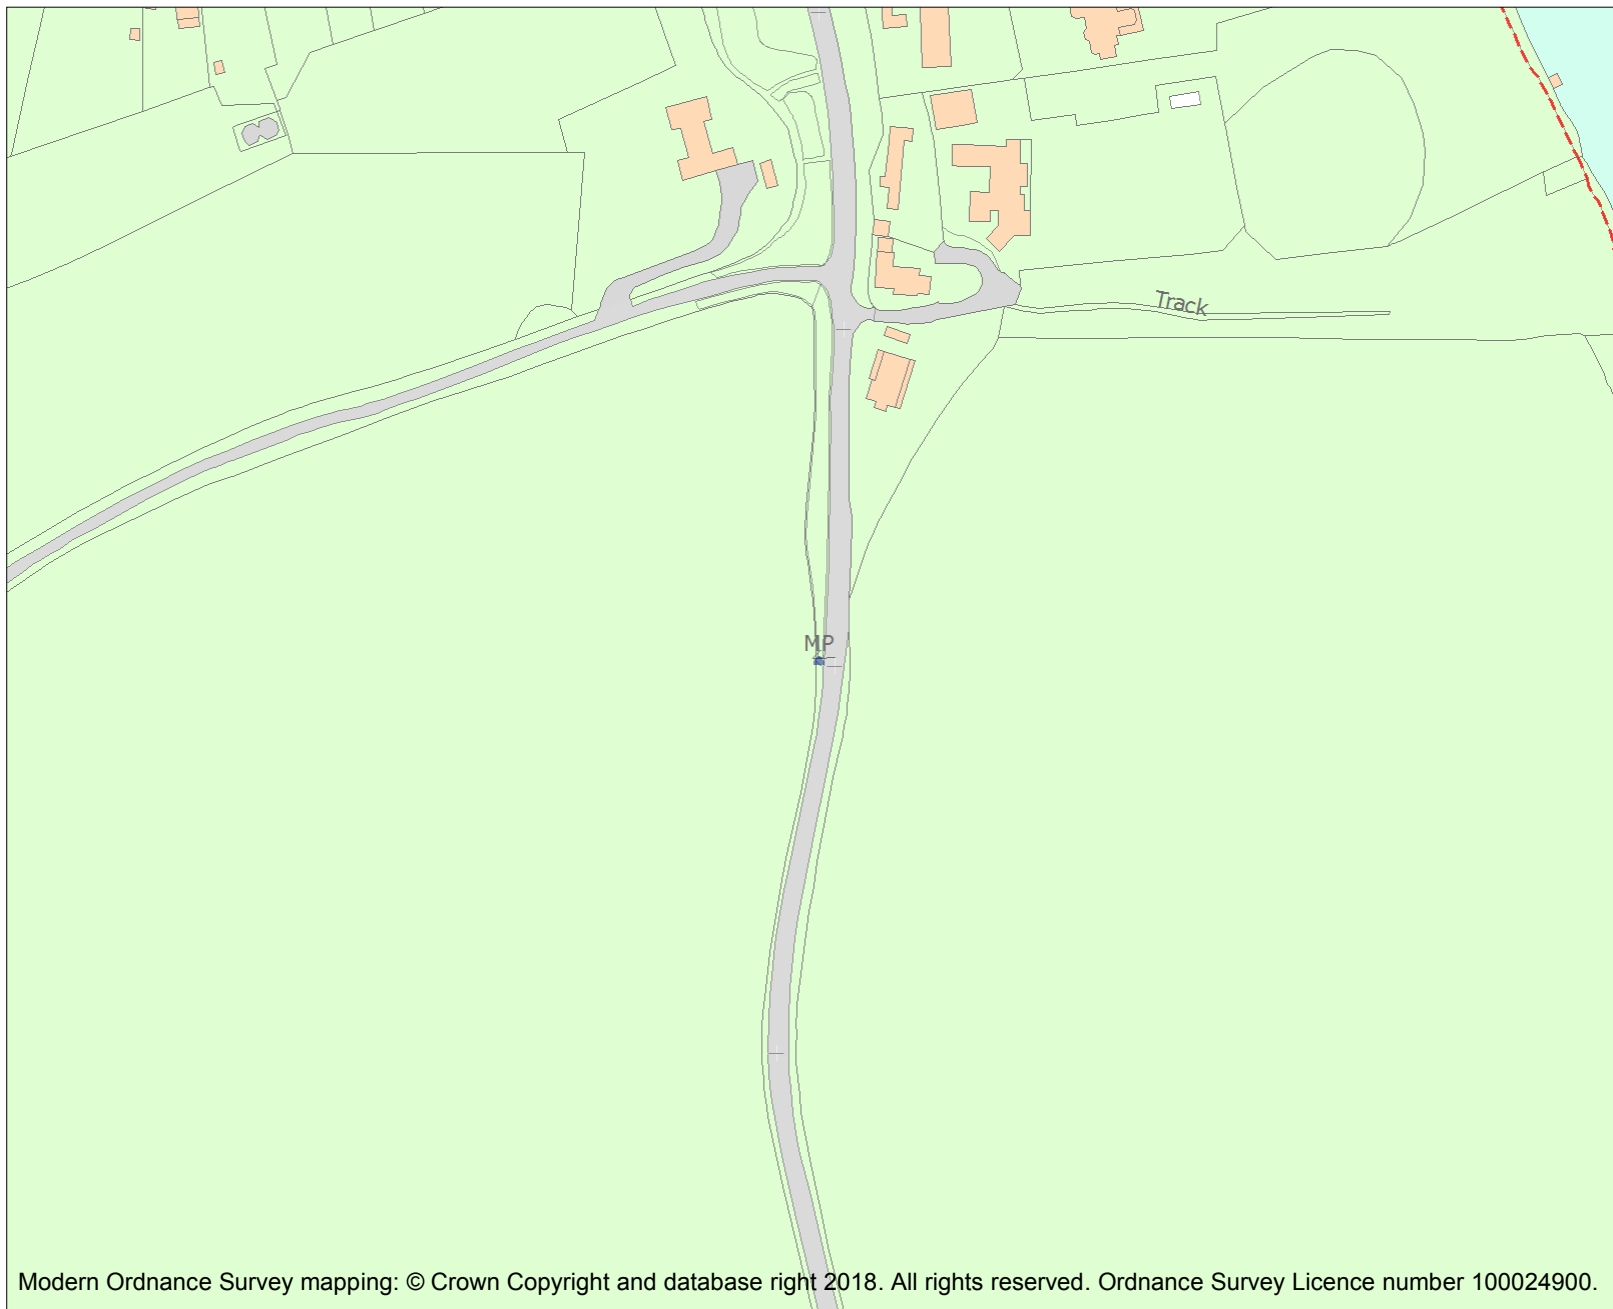 Track
MP
Modern Ordnance Survey mapping: © Crown Copyright and database right 2018. All rights reserved. Ordnance Survey Licence number 100024900.